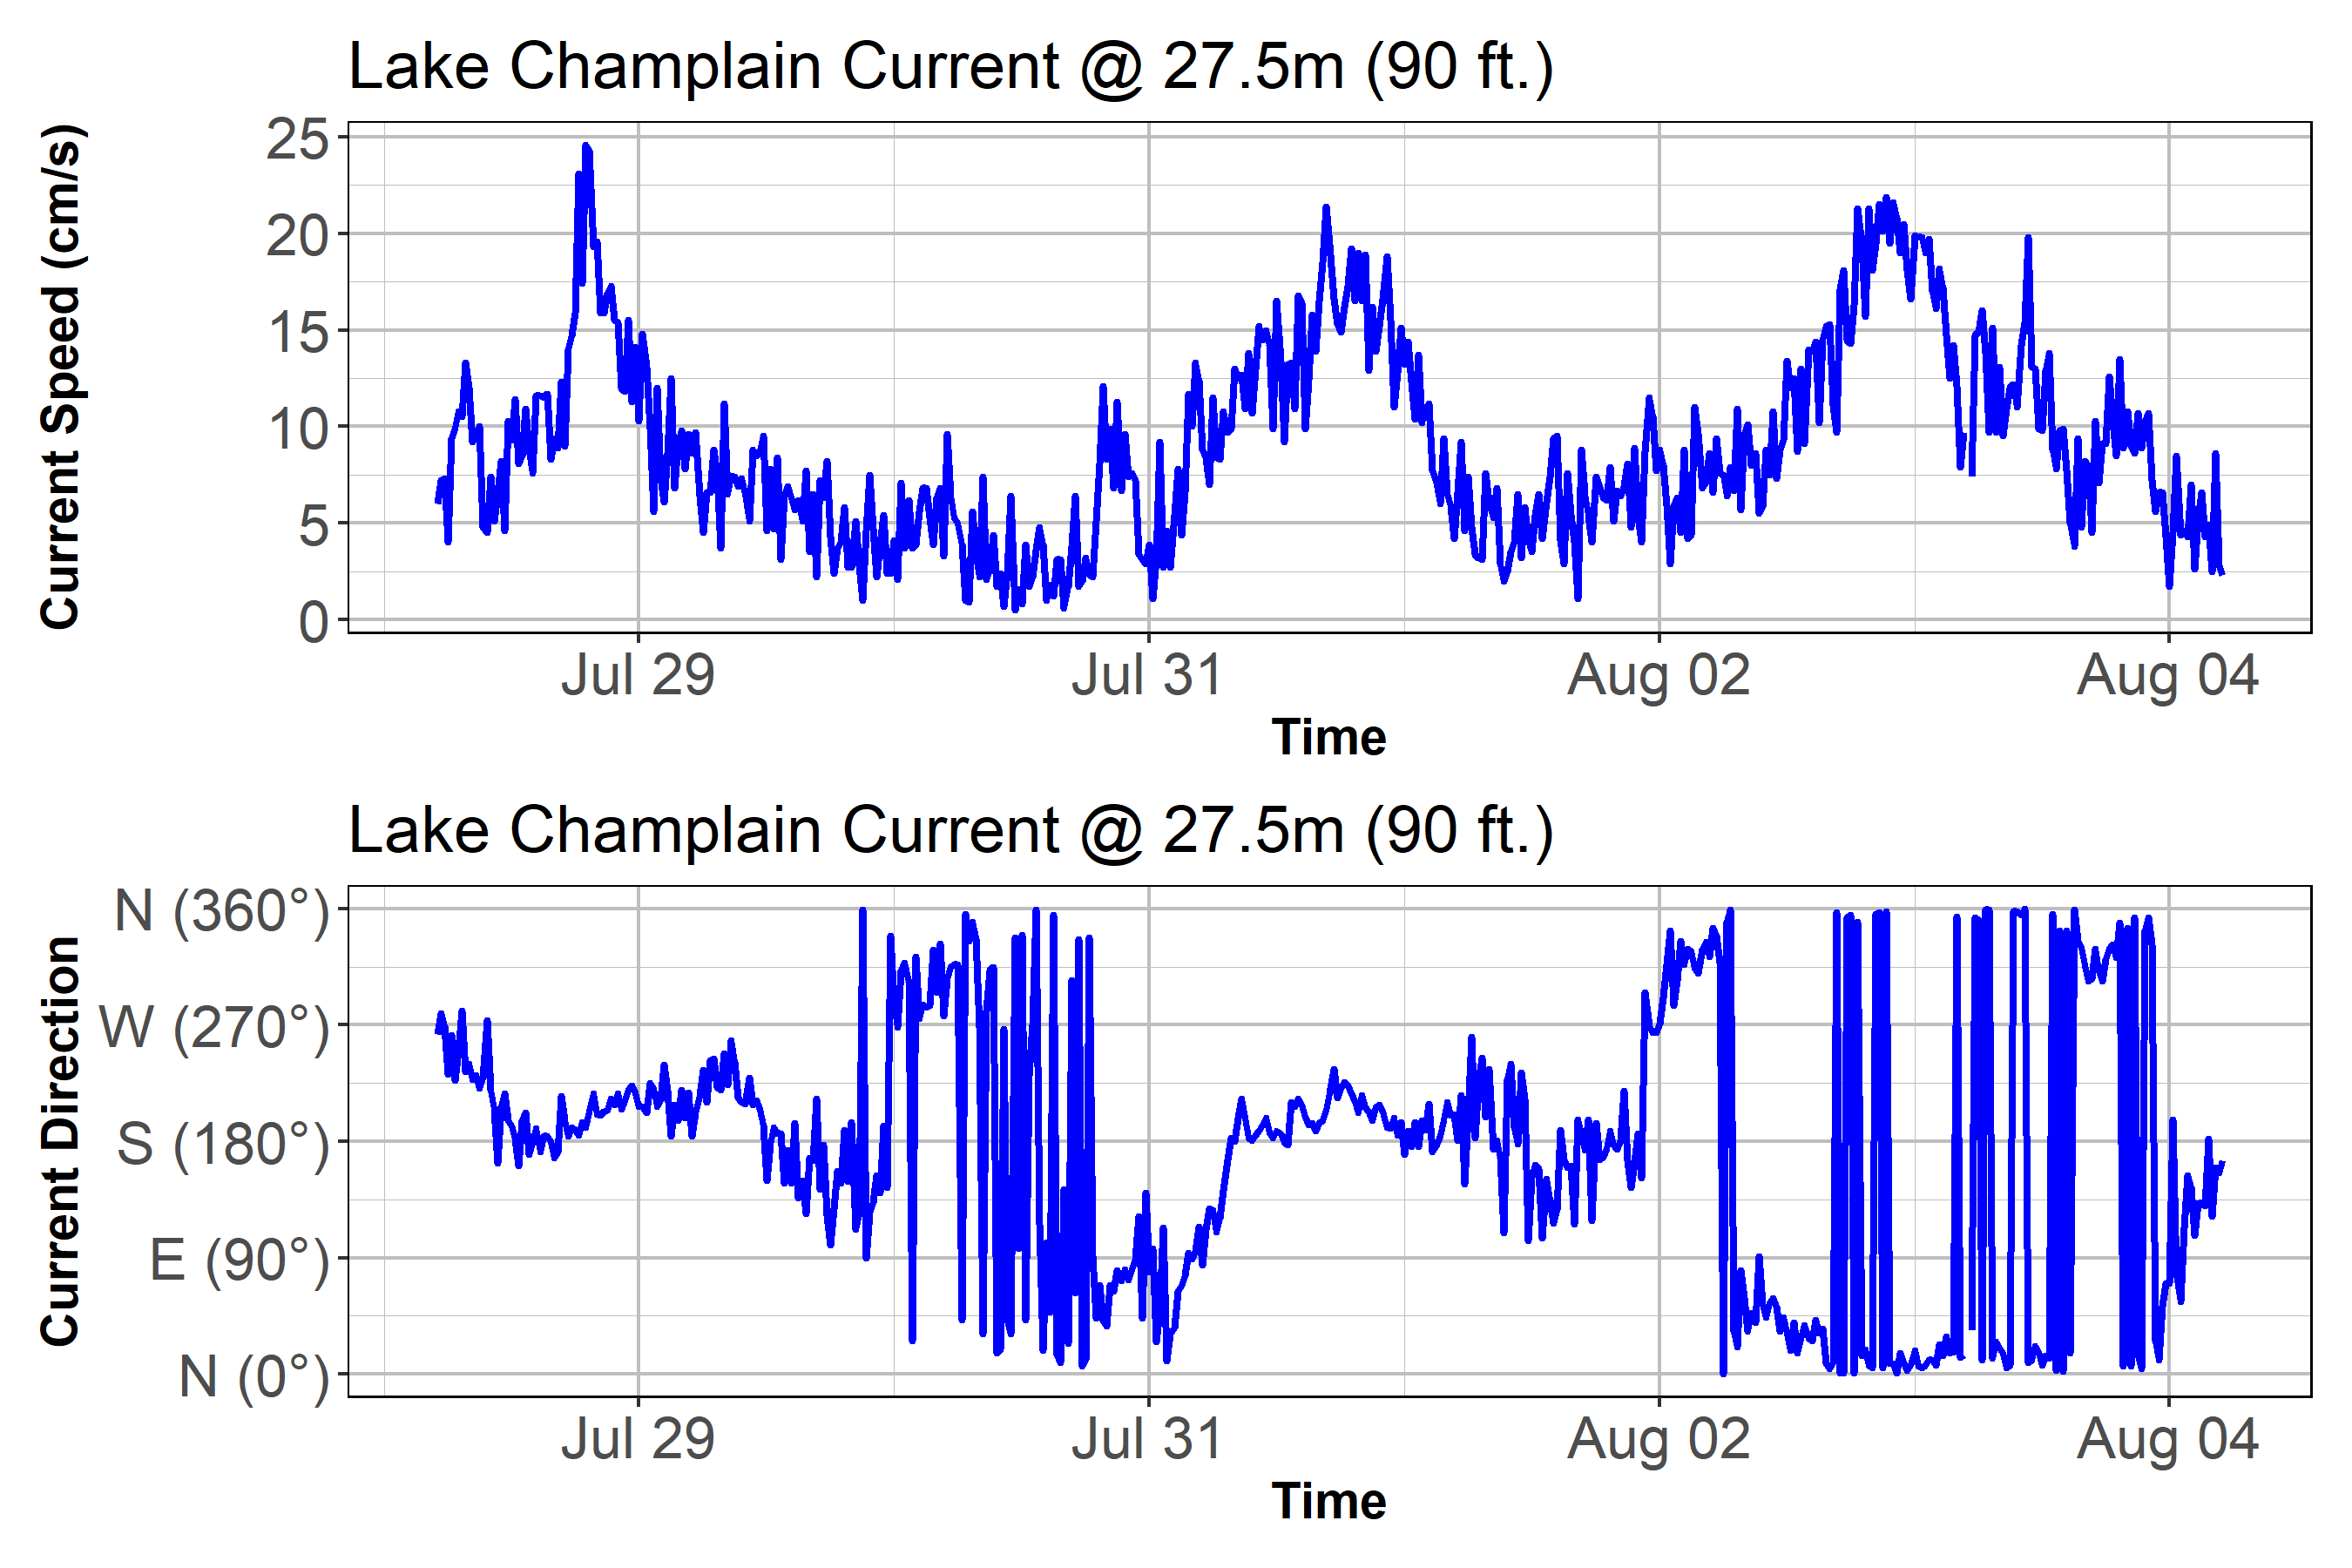 Lake Champlain Current @ 27.5m (90 ft.)
Current Speed (cm/s)
25
20
15
10
5
0
Jul 29 Jul 31 Aug 02 Aug 04
Time
Lake Champlain Current @ 27.5m (90 ft.)
Current Direction
N (360°)
W (270°)
S (180°)
E (90°)
N (0°)
Jul 29 Jul 31 Aug 02 Aug 04
Time